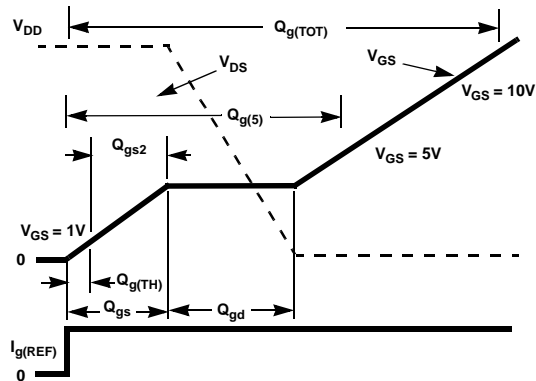 V_DD
Q_g(TOT)
V_DS
V_GS
V_GS = 10V
Q_g(5)
Q_gs2
V_GS = 5V
V_GS = 1V
0
Q_g(TH)
Q_gs
Q_gd
I_g(REF)
0